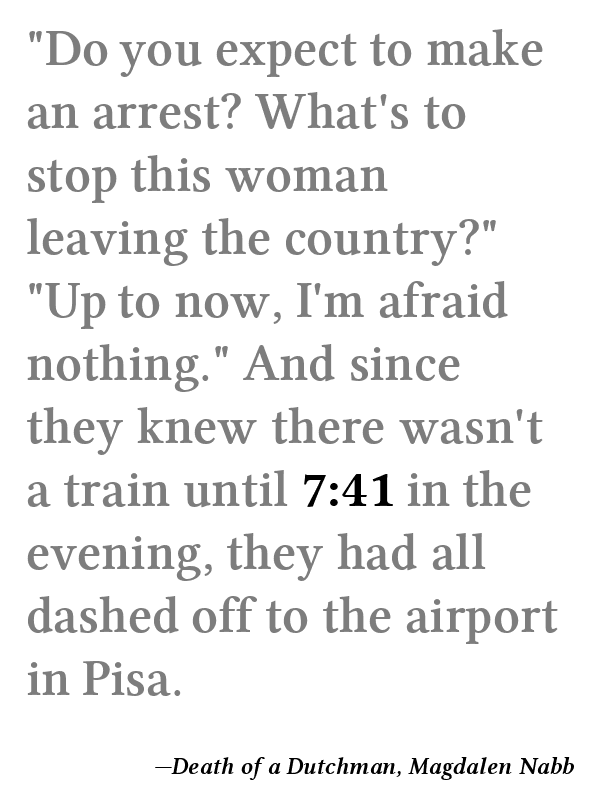 "Do you expect to make
an arrest? What's to
stop this woman
leaving the country?"
"Up to now, I'm afraid
nothing." And since
they knew there wasn't
a train until 7:41 in the
evening, they had all
dashed off to the airport
in Pisa.
—Death of a Dutchman, Magdalen Nabb